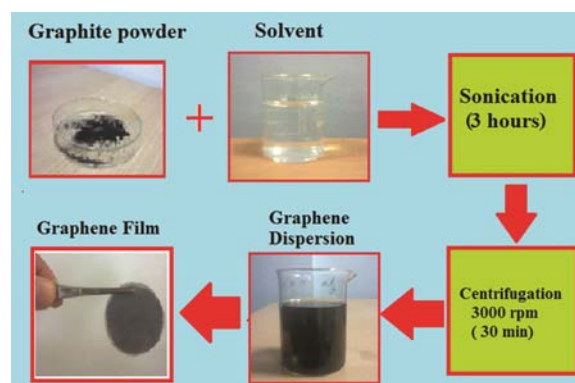 Graphite powder
Solvent
+
Sonication
(3 hours)
Graphene Film
Graphene
Dispersion
Centrifugation
3000 rpm
( 30 min)